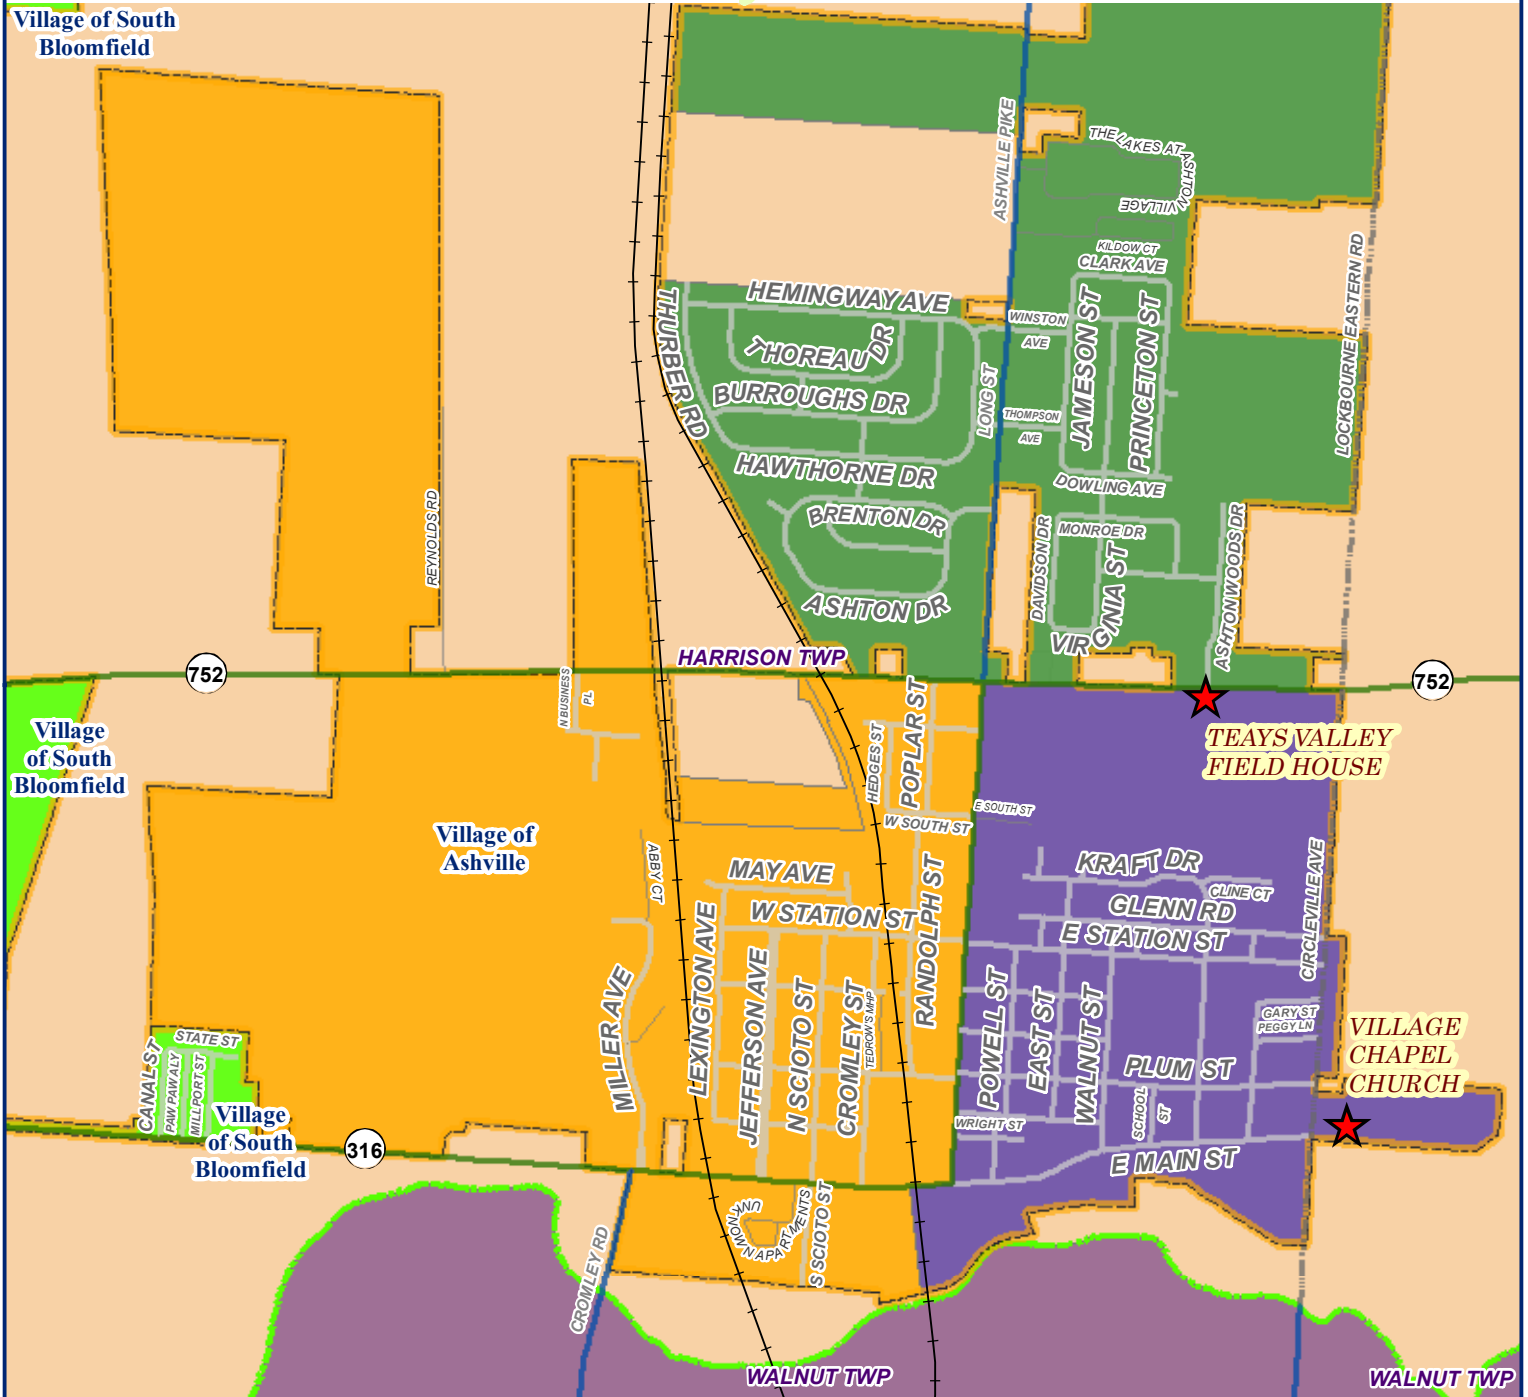 Village of South
Bloomfield
ASHVILLE PIKE
THE LAKES AT ASHTON
VILLAGE
KILDOW CT
CLARK AVE
LOCKBOURNE EASTERN RD
HEMINGWAY AVE
WINSTON
AVE
THURBER RD
THOREAU DR
BURROUGHS DR
LONG ST
JAMESON ST
PRINCETON ST
THOMPSON
AVE
HAWTHORNE DR
DOWLING AVE
REYNOLDS RD
BRENTON DR
DAVIDSON DR
MONROE DR
VIRGINIA ST
ASHTON WOODS DR
ASHTON DR
HARRISON TWP
752
752
N BUSINESS
PL
Village
of South
Bloomfield
HEDGES ST
POPLAR ST
TEAYS VALLEY
FIELD HOUSE
E SOUTH ST
W SOUTH ST
Village of
Ashville
ABBY CT
MAY AVE
KRAFT DR
CLINE CT
CIRCLEVILLE AVE
W STATION ST
RANDOLPH ST
GLENN RD
E STATION ST
LEXINGTON AVE
JEFFERSON AVE
N SCIOTO ST
CROMLEY ST
TEDROW'S MHP
MILLER AVE
POWELL ST
EAST ST
WALNUT ST
GARY ST
PEGGY LN
VILLAGE
CHAPEL
CHURCH
PLUM ST
SCHOOL
ST
WRIGHT ST
STATE ST
CANAL ST
PAW PAW ALY
MILLPORT ST
Village
of South
Bloomfield
316
E MAIN ST
UNKNOWN APARTMENTS
S SCIOTO ST
CROMLEY RD
WALNUT TWP
WALNUT TWP